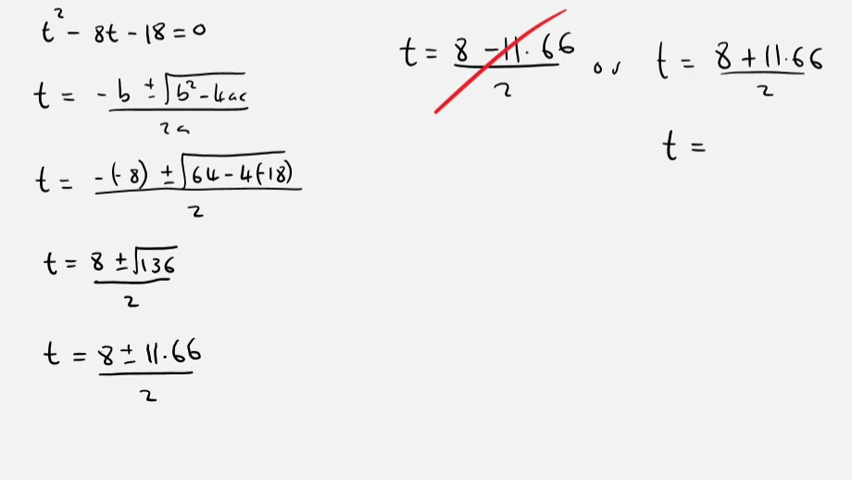 t² - 8t - 18 = 0
t = (-b ± √(b² - 4ac)) / 2a
t = (-(-8) ± √(64 - 4(-18))) / 2
t = (8 ± √136) / 2
t = (8 ± 11.66) / 2
t = (8 - 11.66) / 2 or t = (8 + 11.66) / 2
t =